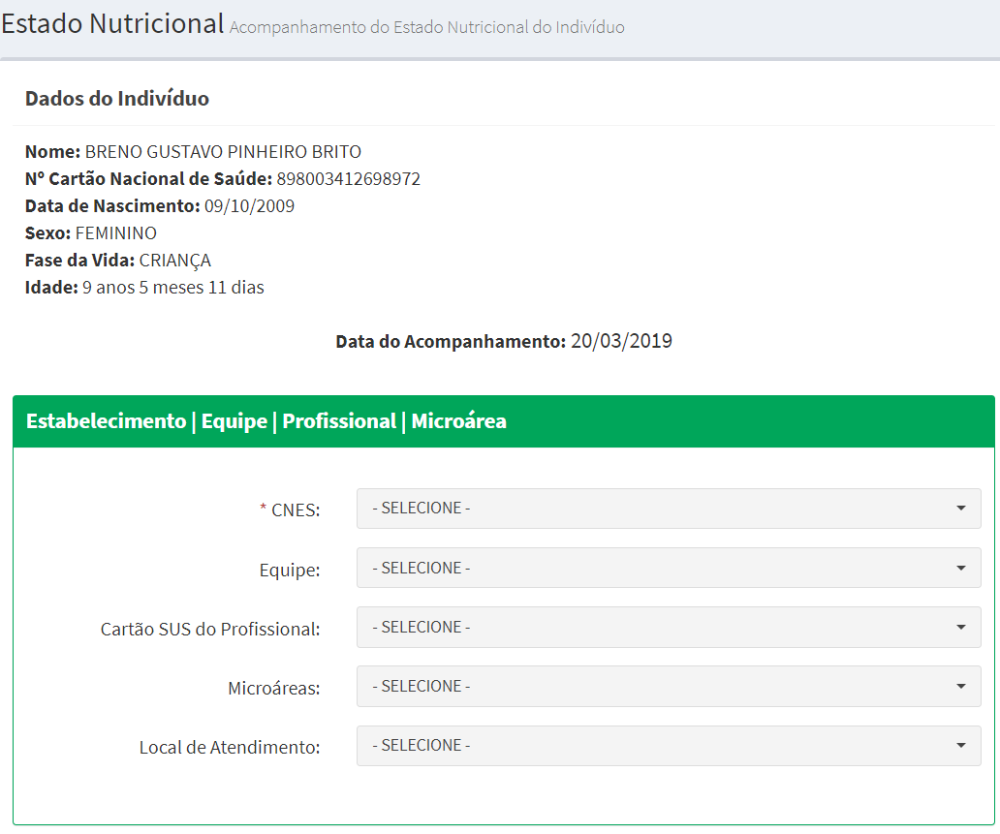 Estado Nutricional Acompanhamento do Estado Nutricional do Indivíduo
Dados do Indivíduo
Nome: BRENO GUSTAVO PINHEIRO BRITO
Nº Cartão Nacional de Saúde: 898003412698972
Data de Nascimento: 09/10/2009
Sexo: FEMININO
Fase da Vida: CRIANÇA
Idade: 9 anos 5 meses 11 dias
Data do Acompanhamento: 20/03/2019
Estabelecimento | Equipe | Profissional | Microárea
* CNES: - SELECIONE -
Equipe: - SELECIONE -
Cartão SUS do Profissional: - SELECIONE -
Microáreas: - SELECIONE -
Local de Atendimento: - SELECIONE -